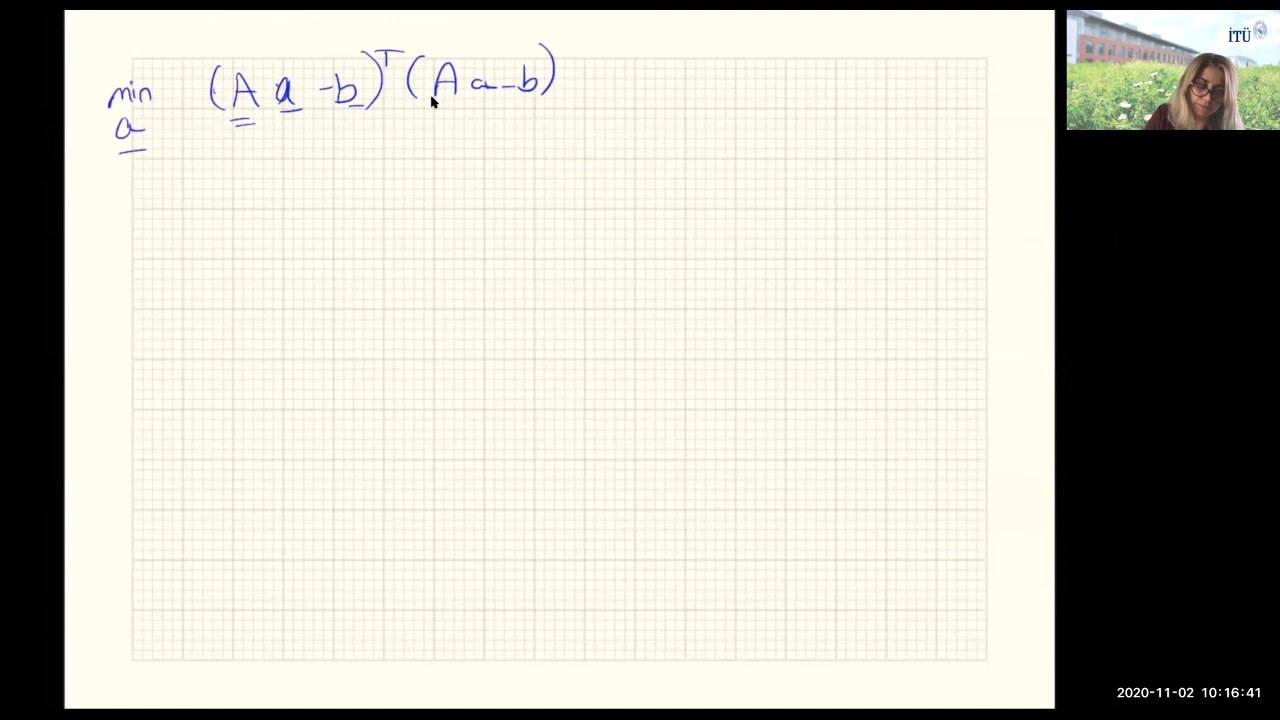 min (A a - b)ᵀ (A a - b)
a
İTÜ
2020-11-02 10:16:41